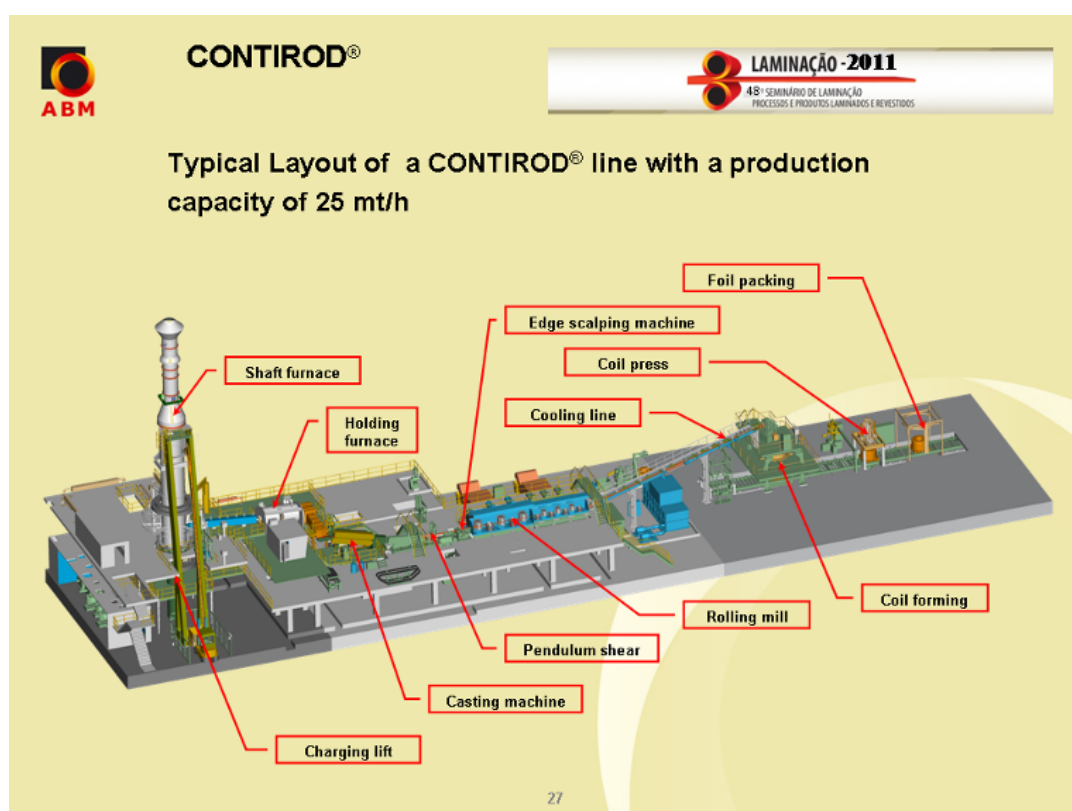 CONTIROD®
ABM
LAMINAÇÃO -2011
48º SEMINÁRIO DE LAMINAÇÃO
PROCESSOS E PRODUTOS LAMINADOS E REVESTIDOS
Typical Layout of a CONTIROD® line with a production
capacity of 25 mt/h
Foil packing
Edge scalping machine
Coil press
Shaft furnace
Cooling line
Holding
furnace
Coil forming
Rolling mill
Pendulum shear
Casting machine
Charging lift
27